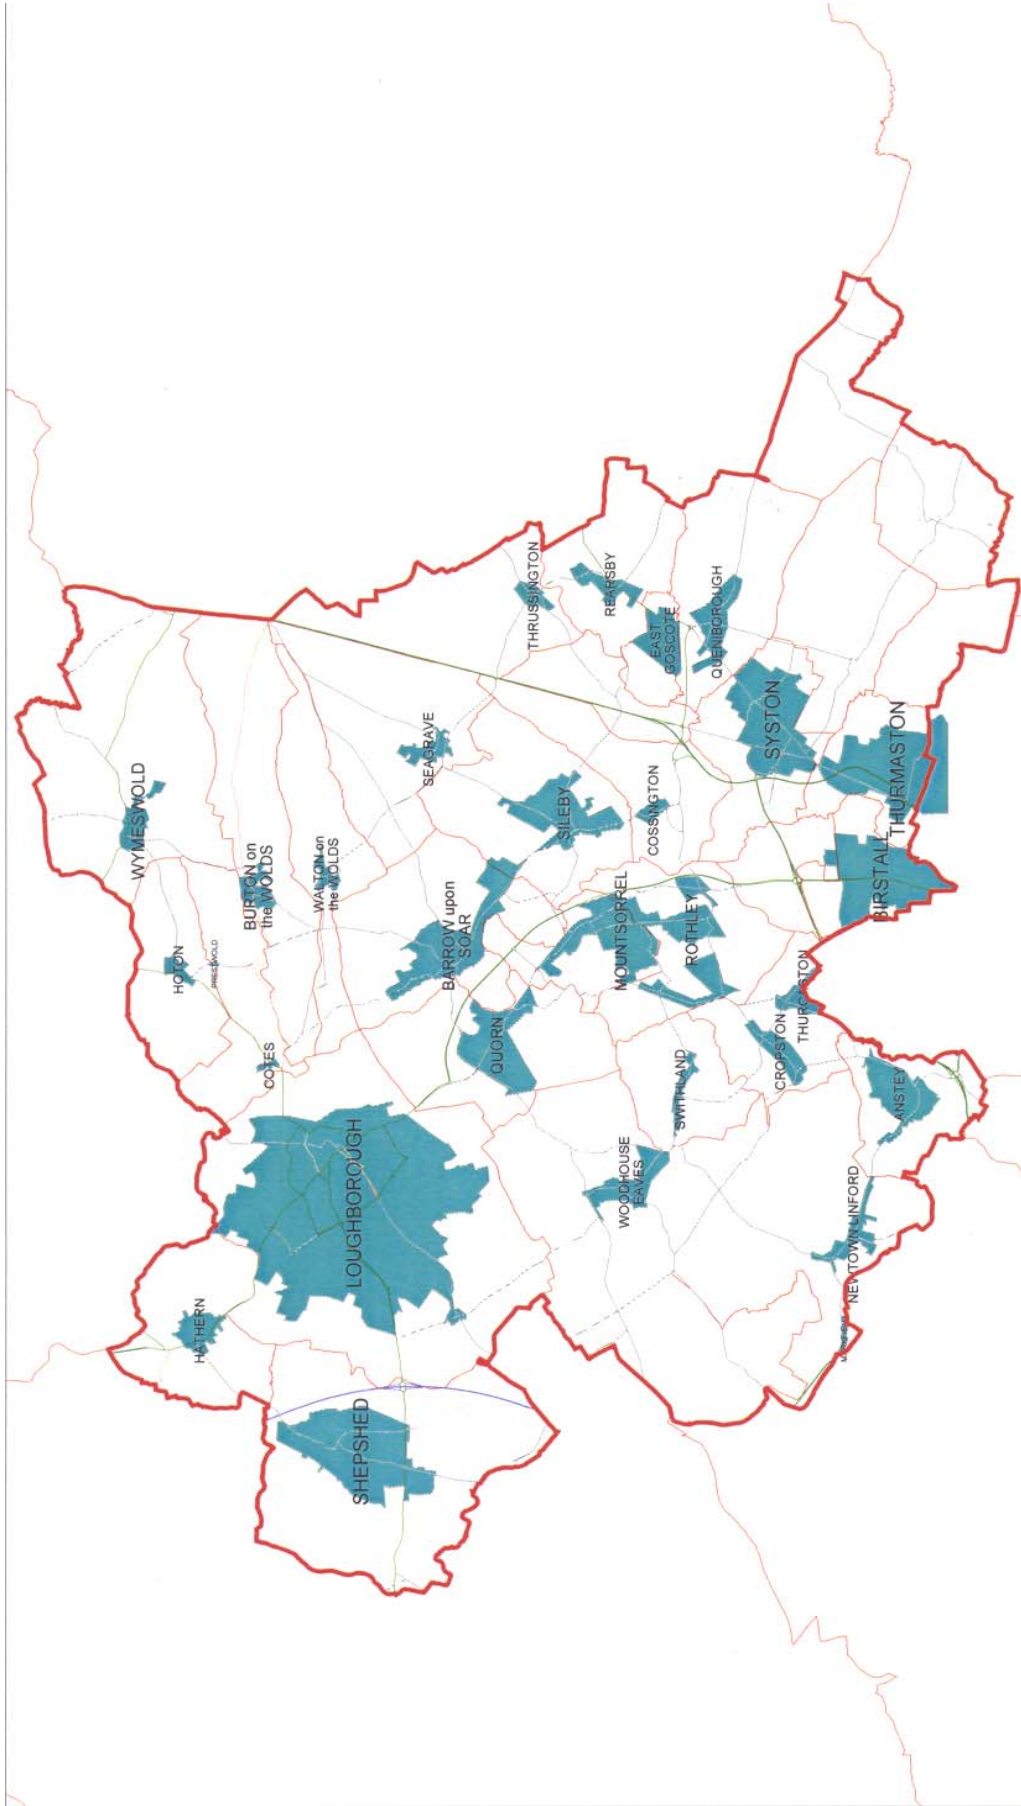 WYMESWOLD
HOTON
HATHERN
PRESTWOLD
BURTON on
the WOLDS
COTES
WALTON on
the WOLDS
LOUGHBOROUGH
SHEPSHED
SEAGRAVE
BARROW upon
SOAR
QUORN
THRUSSINGTON
SILEBY
REARSBY
MOUNTSORREL
WOODHOUSE
EAVES
COSSINGTON
EAST
GOSCOTE
SWITHLAND
ROTHLEY
QUENIBOROUGH
SYSTON
CROPSTON
THURCASTON
NEWTOWN LINFORD
BIRSTALL
THURMASTON
ANSTEY